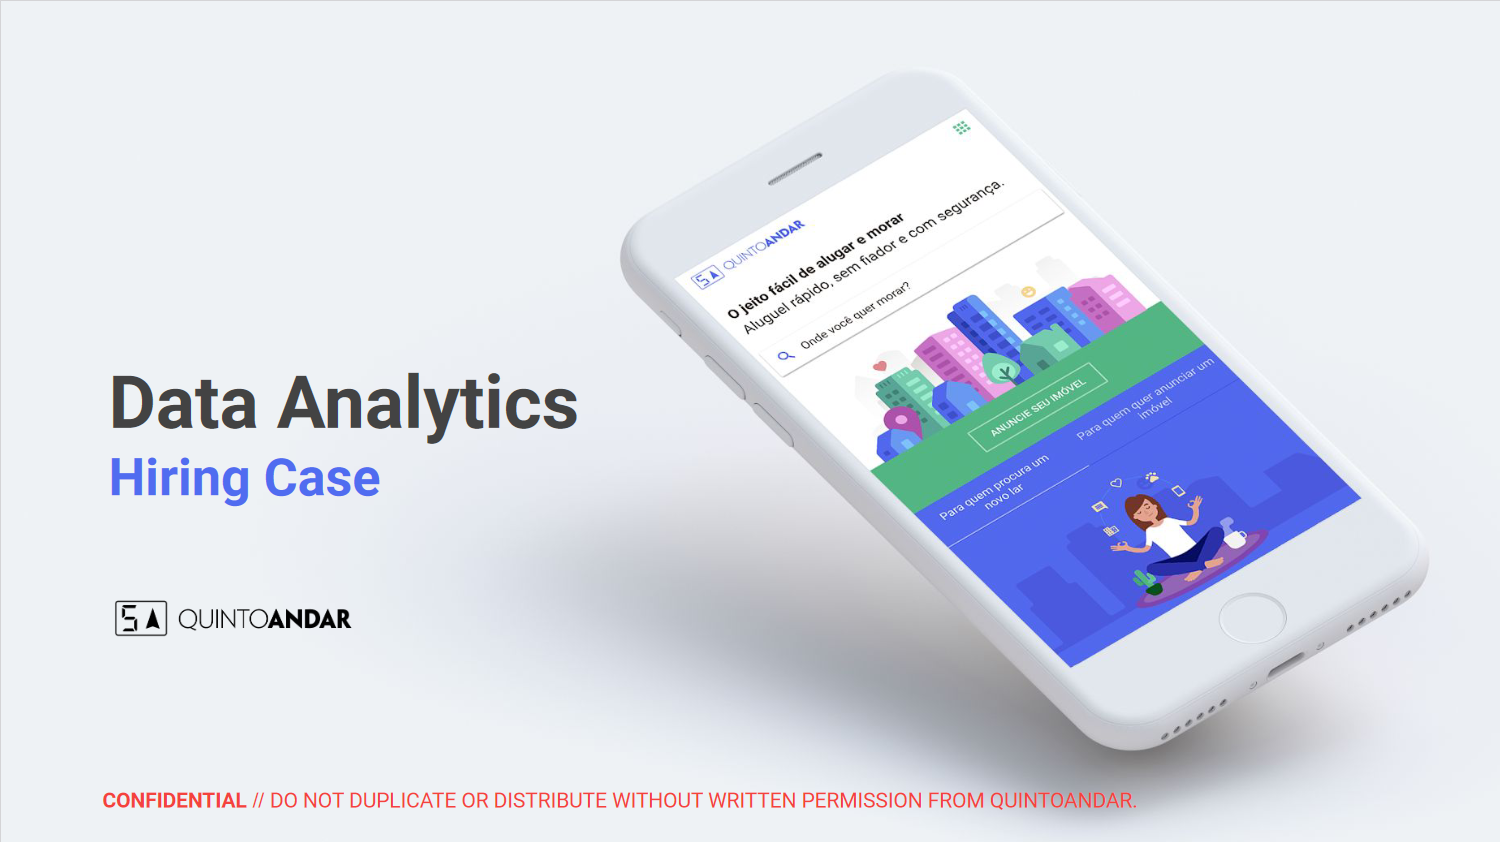 Data Analytics
Hiring Case
5A QUINTOANDAR
CONFIDENTIAL // DO NOT DUPLICATE OR DISTRIBUTE WITHOUT WRITTEN PERMISSION FROM QUINTOANDAR.
5A QUINTOANDAR
O jeito fácil de alugar e morar
Aluguel rápido, sem fiador e com segurança.
Onde você quer morar?
ANUNCIE SEU IMÓVEL
Para quem procura um
novo lar
Para quem quer anunciar um
imóvel